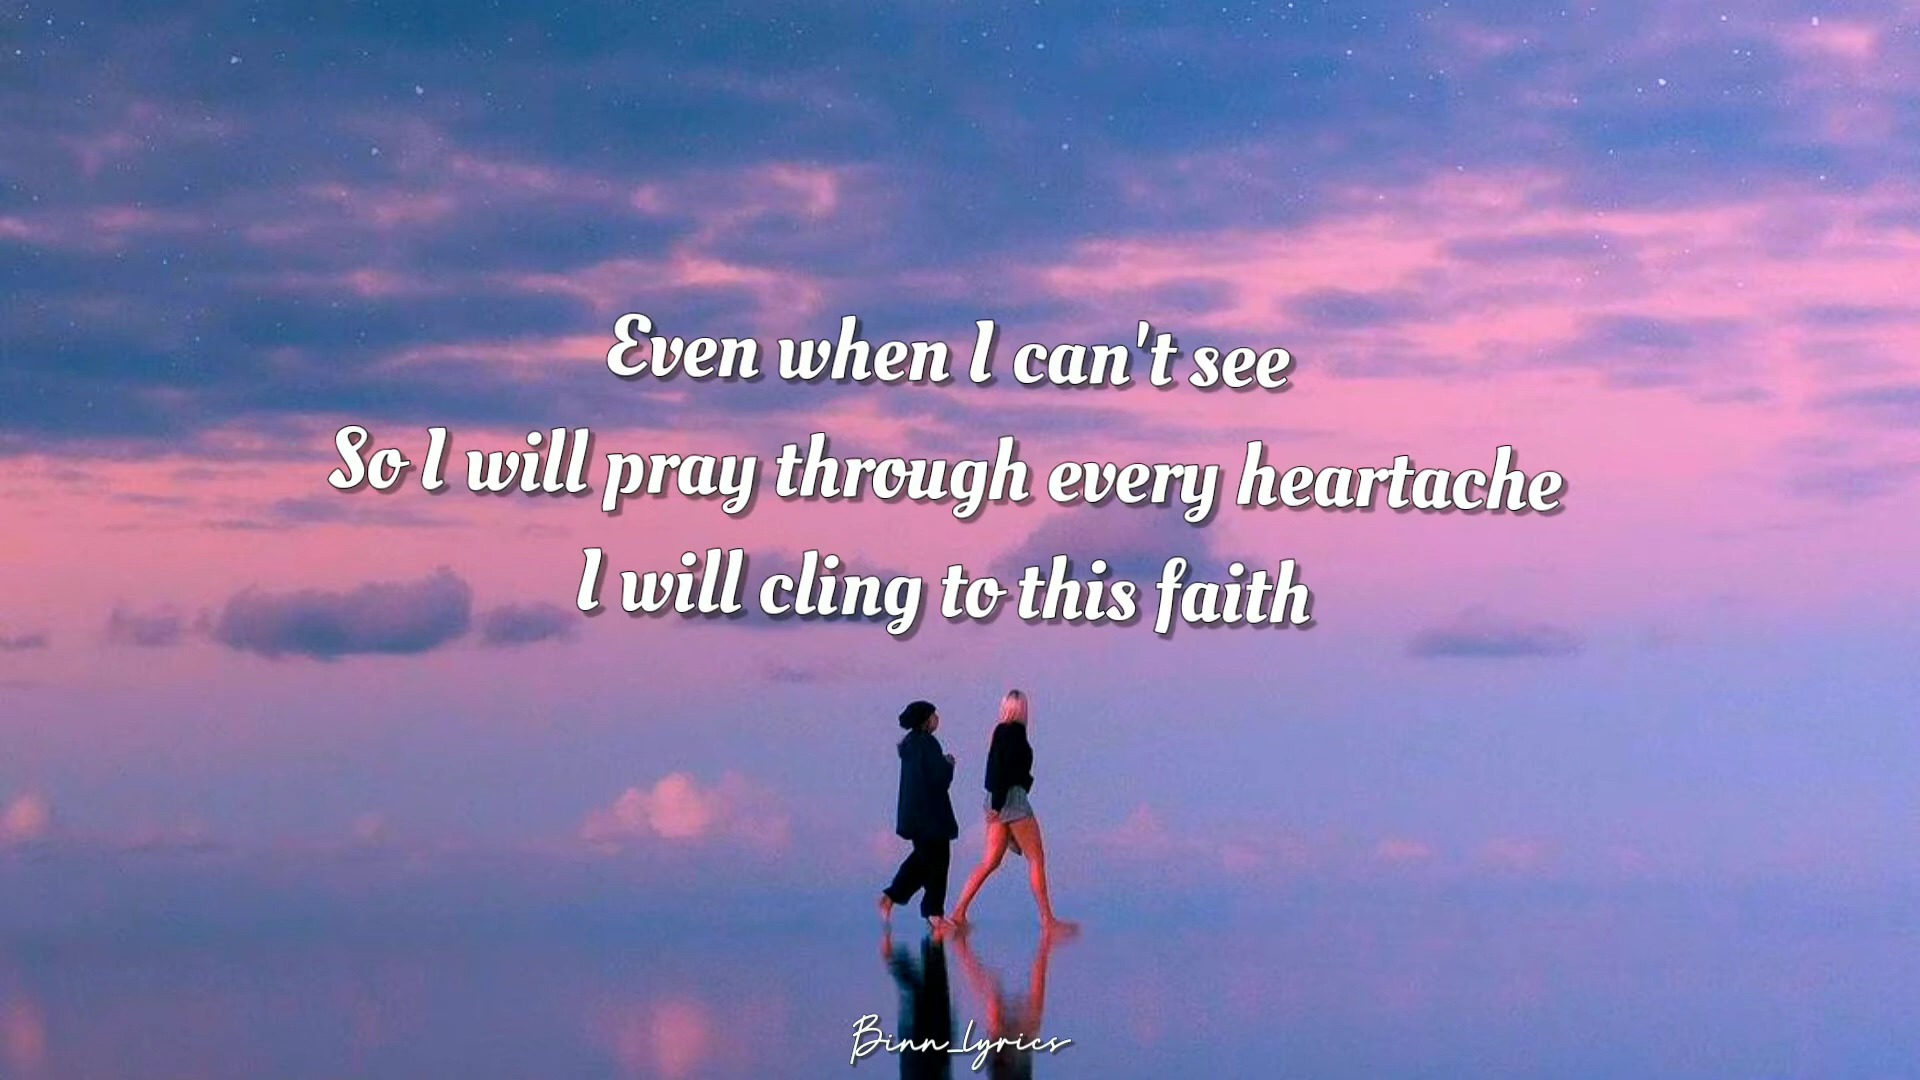 Even when I can't see
So I will pray through every heartache
I will cling to this faith
Binn_lyrics